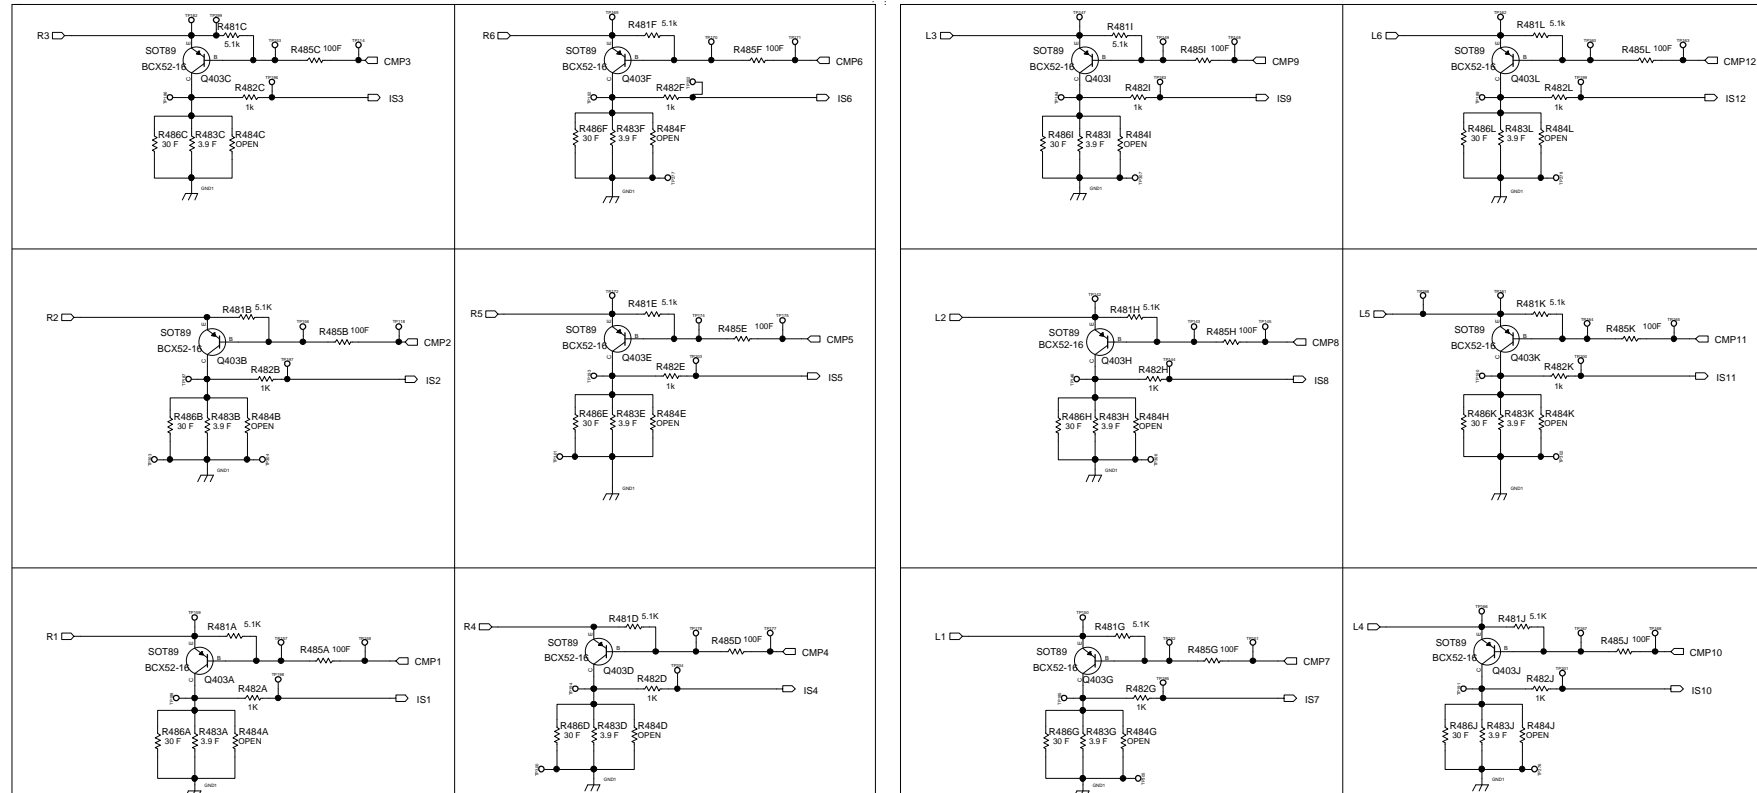 R3
R481C
5.1k
SOT89
BCX52-16
E
B
C
Q403C
R485C 100F
CMP3
R482C
1k
IS3
R486C
30 F
R483C
3.9 F
R484C
OPEN
GND1
R6
R481F 5.1k
SOT89
BCX52-16
E
B
C
Q403F
R485F 100F
CMP6
R482F
1k
IS6
R486F
30 F
R483F
3.9 F
R484F
OPEN
GND1
L3
R481I
5.1k
SOT89
BCX52-16
E
B
C
Q403I
R485I 100F
CMP9
R482I
1k
IS9
R486I
30 F
R483I
3.9 F
R484I
OPEN
GND1
L6
R481L 5.1k
SOT89
BCX52-16
E
B
C
Q403L
R485L 100F
CMP12
R482L
1k
IS12
R486L
30 F
R483L
3.9 F
R484L
OPEN
GND1
R2
R481B 5.1K
SOT89
BCX52-16
E
B
C
Q403B
R485B 100F
CMP2
R482B
1K
IS2
R486B
30 F
R483B
3.9 F
R484B
OPEN
GND1
R5
R481E 5.1k
SOT89
BCX52-16
E
B
C
Q403E
R485E 100F
CMP5
R482E
1k
IS5
R486E
30 F
R483E
3.9 F
R484E
OPEN
GND1
L2
R481H 5.1K
SOT89
BCX52-16
E
B
C
Q403H
R485H 100F
CMP8
R482H
1K
IS8
R486H
30 F
R483H
3.9 F
R484H
OPEN
GND1
L5
R481K 5.1k
SOT89
BCX52-16
E
B
C
Q403K
R485K 100F
CMP11
R482K
1k
IS11
R486K
30 F
R483K
3.9 F
R484K
OPEN
GND1
R1
R481A 5.1K
SOT89
BCX52-16
E
B
C
Q403A
R485A 100F
CMP1
R482A
1K
IS1
R486A
30 F
R483A
3.9 F
R484A
OPEN
GND1
R4
R481D 5.1K
SOT89
BCX52-16
E
B
C
Q403D
R485D 100F
CMP4
R482D
1K
IS4
R486D
30 F
R483D
3.9 F
R484D
OPEN
GND1
L1
R481G 5.1K
SOT89
BCX52-16
E
B
C
Q403G
R485G 100F
CMP7
R482G
1K
IS7
R486G
30 F
R483G
3.9 F
R484G
OPEN
GND1
L4
R481J 5.1K
SOT89
BCX52-16
E
B
C
Q403J
R485J 100F
CMP10
R482J
1K
IS10
R486J
30 F
R483J
3.9 F
R484J
OPEN
GND1